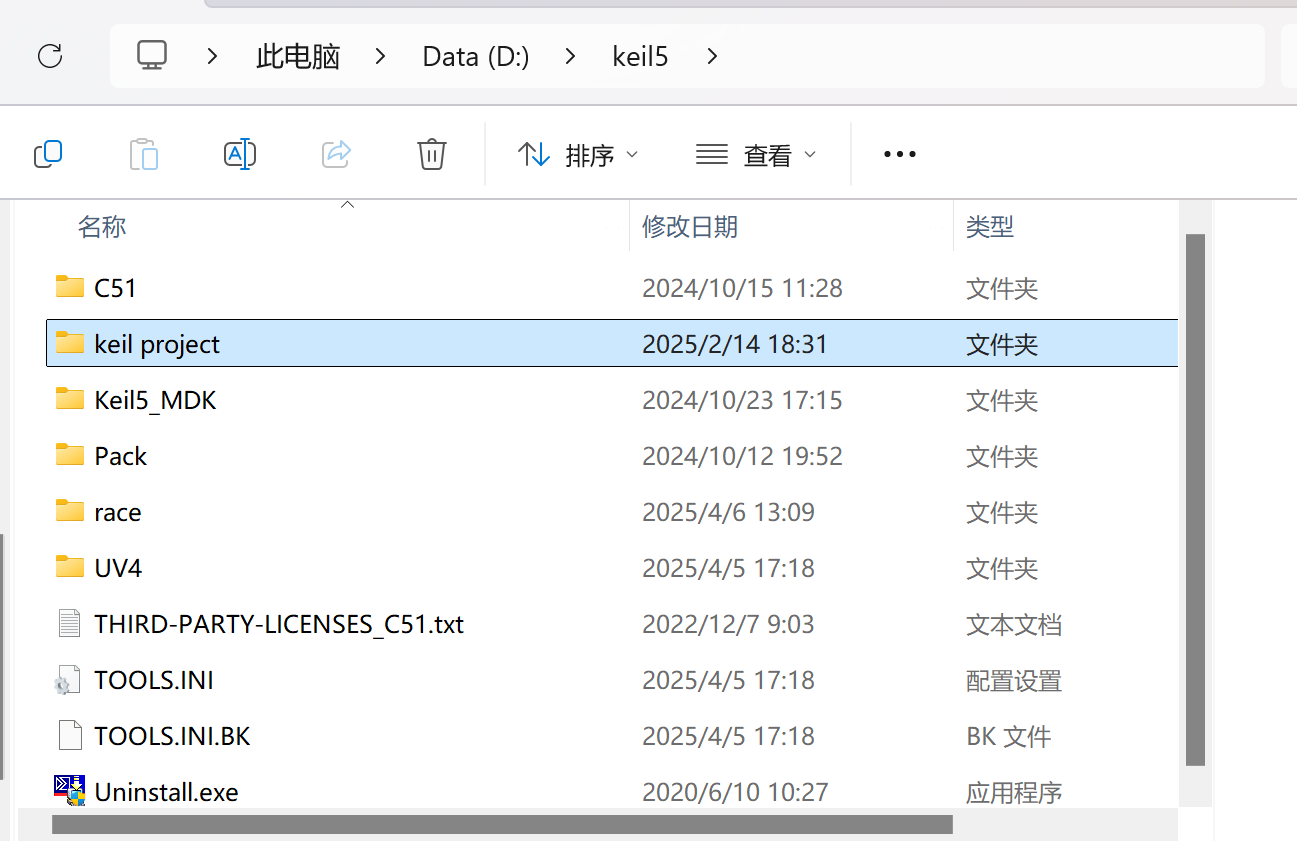 此电脑 Data (D:) keil5
排序 查看
名称 修改日期 类型
C51 2024/10/15 11:28 文件夹
keil project 2025/2/14 18:31 文件夹
Keil5_MDK 2024/10/23 17:15 文件夹
Pack 2024/10/12 19:52 文件夹
race 2025/4/6 13:09 文件夹
UV4 2025/4/5 17:18 文件夹
THIRD-PARTY-LICENSES_C51.txt 2022/12/7 9:03 文本文档
TOOLS.INI 2025/4/5 17:18 配置设置
TOOLS.INI.BK 2025/4/5 17:18 BK 文件
Uninstall.exe 2020/6/10 10:27 应用程序